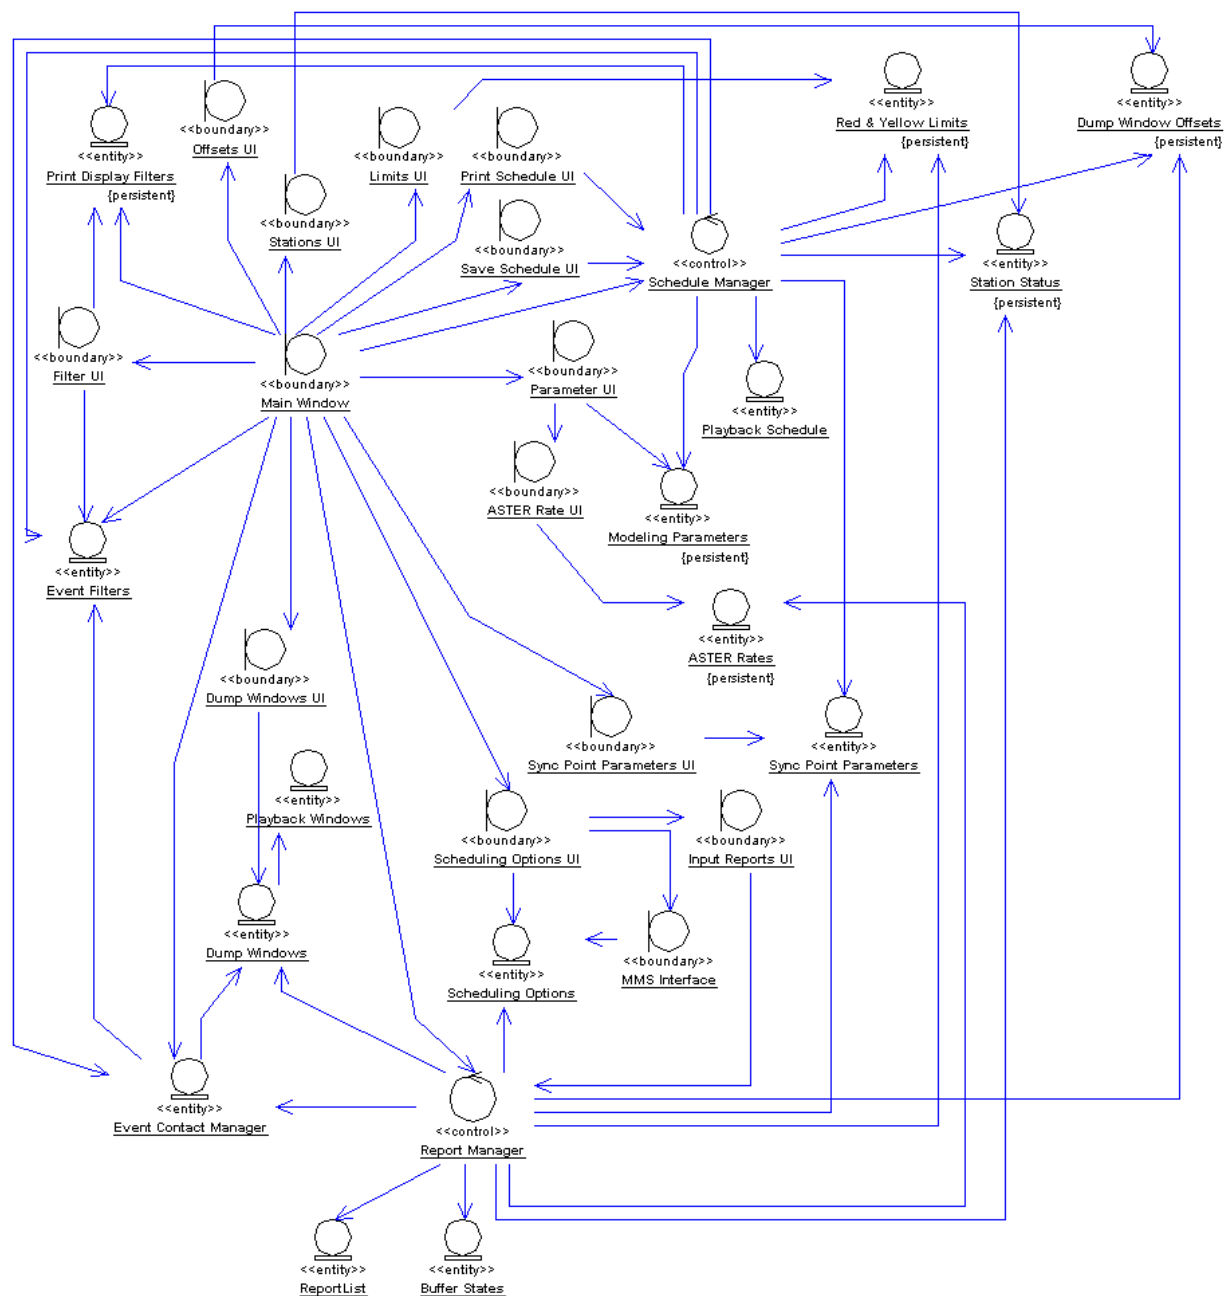 <<entity>>
Print Display Filters
{persistent}
<<boundary>>
Offsets UI
<<boundary>>
Stations UI
<<boundary>>
Limits UI
<<boundary>>
Print Schedule UI
<<boundary>>
Save Schedule UI
<<control>>
Schedule Manager
<<entity>>
Red & Yellow Limits
{persistent}
<<entity>>
Dump Window Offsets
{persistent}
<<entity>>
Station Status
{persistent}
<<boundary>>
Filter UI
<<boundary>>
Main Window
<<boundary>>
Parameter UI
<<entity>>
Playback Schedule
<<boundary>>
ASTER Rate UI
<<entity>>
Modeling Parameters
{persistent}
<<entity>>
Event Filters
<<entity>>
ASTER Rates
{persistent}
<<boundary>>
Dump Windows UI
<<boundary>>
Sync Point Parameters UI
<<entity>>
Sync Point Parameters
<<entity>>
Playback Windows
<<boundary>>
Scheduling Options UI
<<boundary>>
Input Reports UI
<<entity>>
Dump Windows
<<entity>>
Scheduling Options
<<boundary>>
MMS Interface
<<entity>>
Event Contact Manager
<<control>>
Report Manager
<<entity>>
ReportList
<<entity>>
Buffer States